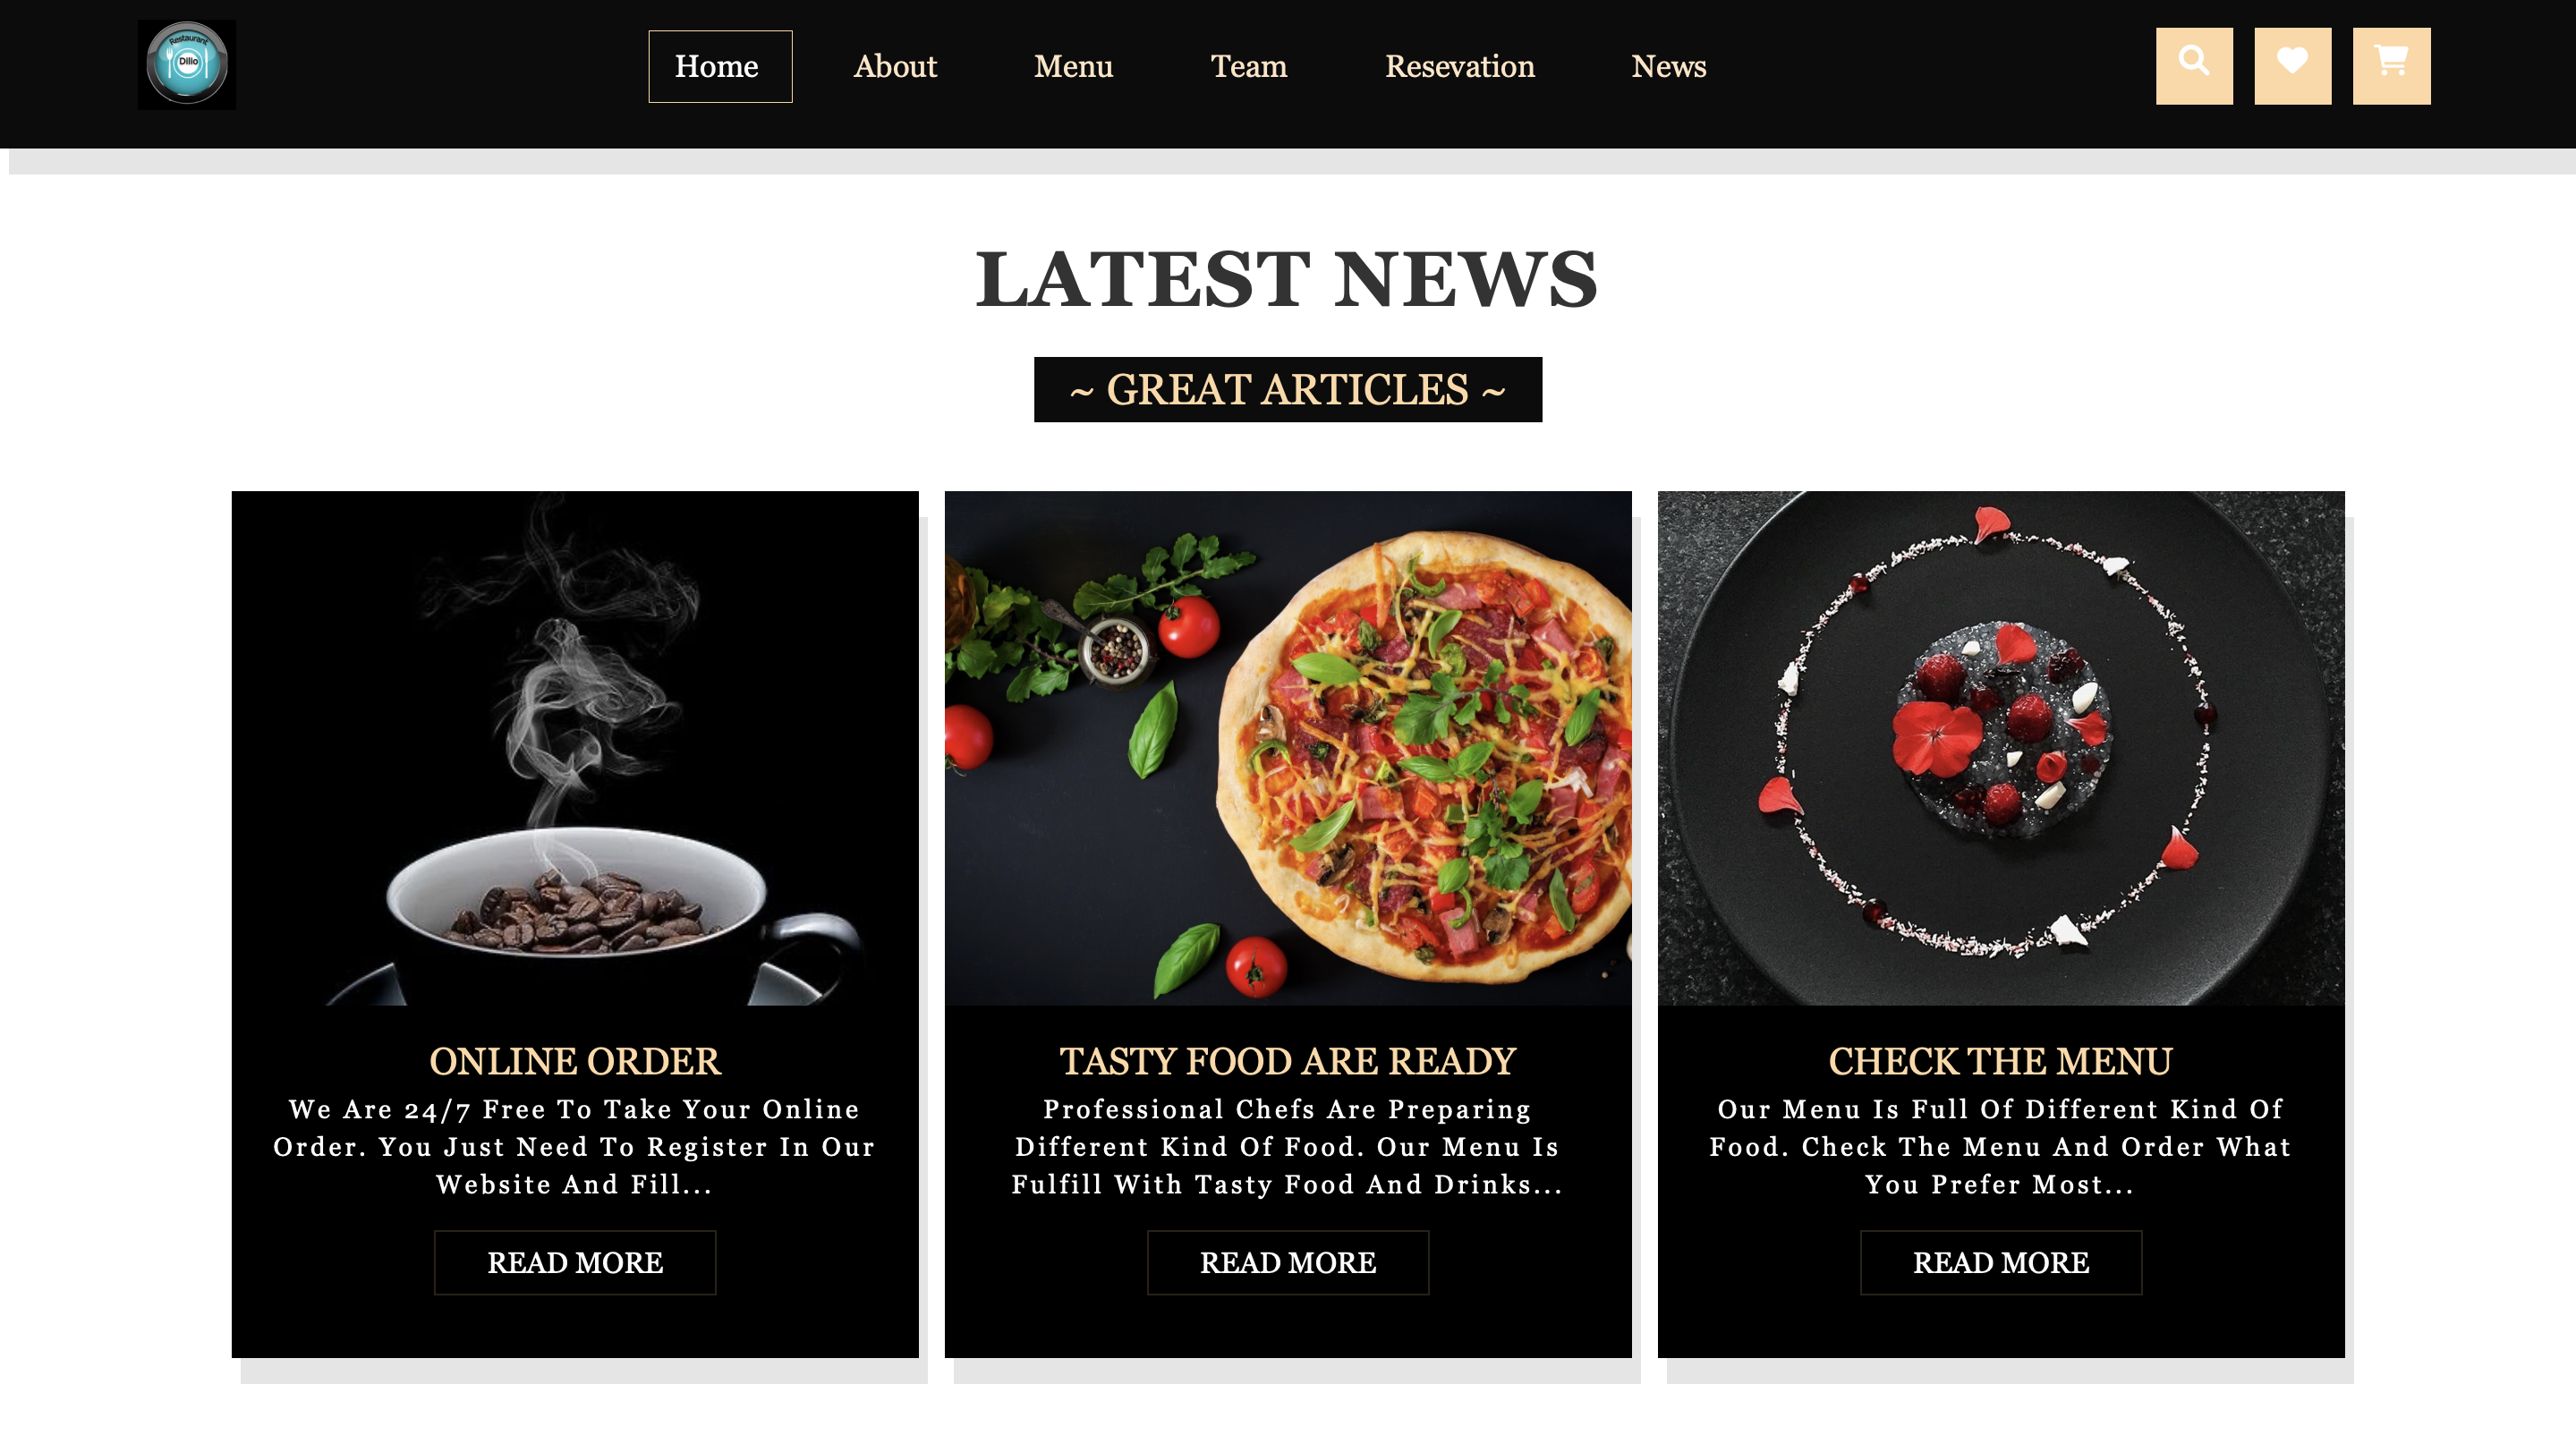 Restaurant
Dilio
Home
About
Menu
Team
Resevation
News
LATEST NEWS
~ GREAT ARTICLES ~
ONLINE ORDER
We Are 24/7 Free To Take Your Online
Order. You Just Need To Register In Our
Website And Fill...
READ MORE
TASTY FOOD ARE READY
Professional Chefs Are Preparing
Different Kind Of Food. Our Menu Is
Fulfill With Tasty Food And Drinks...
READ MORE
CHECK THE MENU
Our Menu Is Full Of Different Kind Of
Food. Check The Menu And Order What
You Prefer Most...
READ MORE